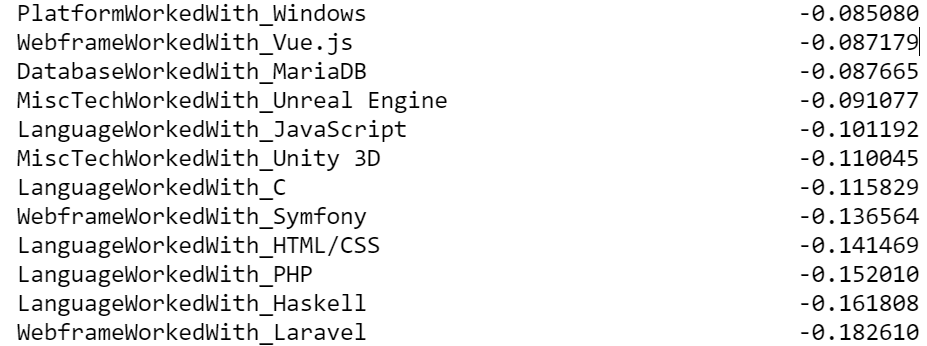 PlatformWorkedWith_Windows -0.085080
WebframeWorkedWith_Vue.js -0.087179
DatabaseWorkedWith_MariaDB -0.087665
MiscTechWorkedWith_Unreal Engine -0.091077
LanguageWorkedWith_JavaScript -0.101192
MiscTechWorkedWith_Unity 3D -0.110045
LanguageWorkedWith_C -0.115829
WebframeWorkedWith_Symfony -0.136564
LanguageWorkedWith_HTML/CSS -0.141469
LanguageWorkedWith_PHP -0.152010
LanguageWorkedWith_Haskell -0.161808
WebframeWorkedWith_Laravel -0.182610